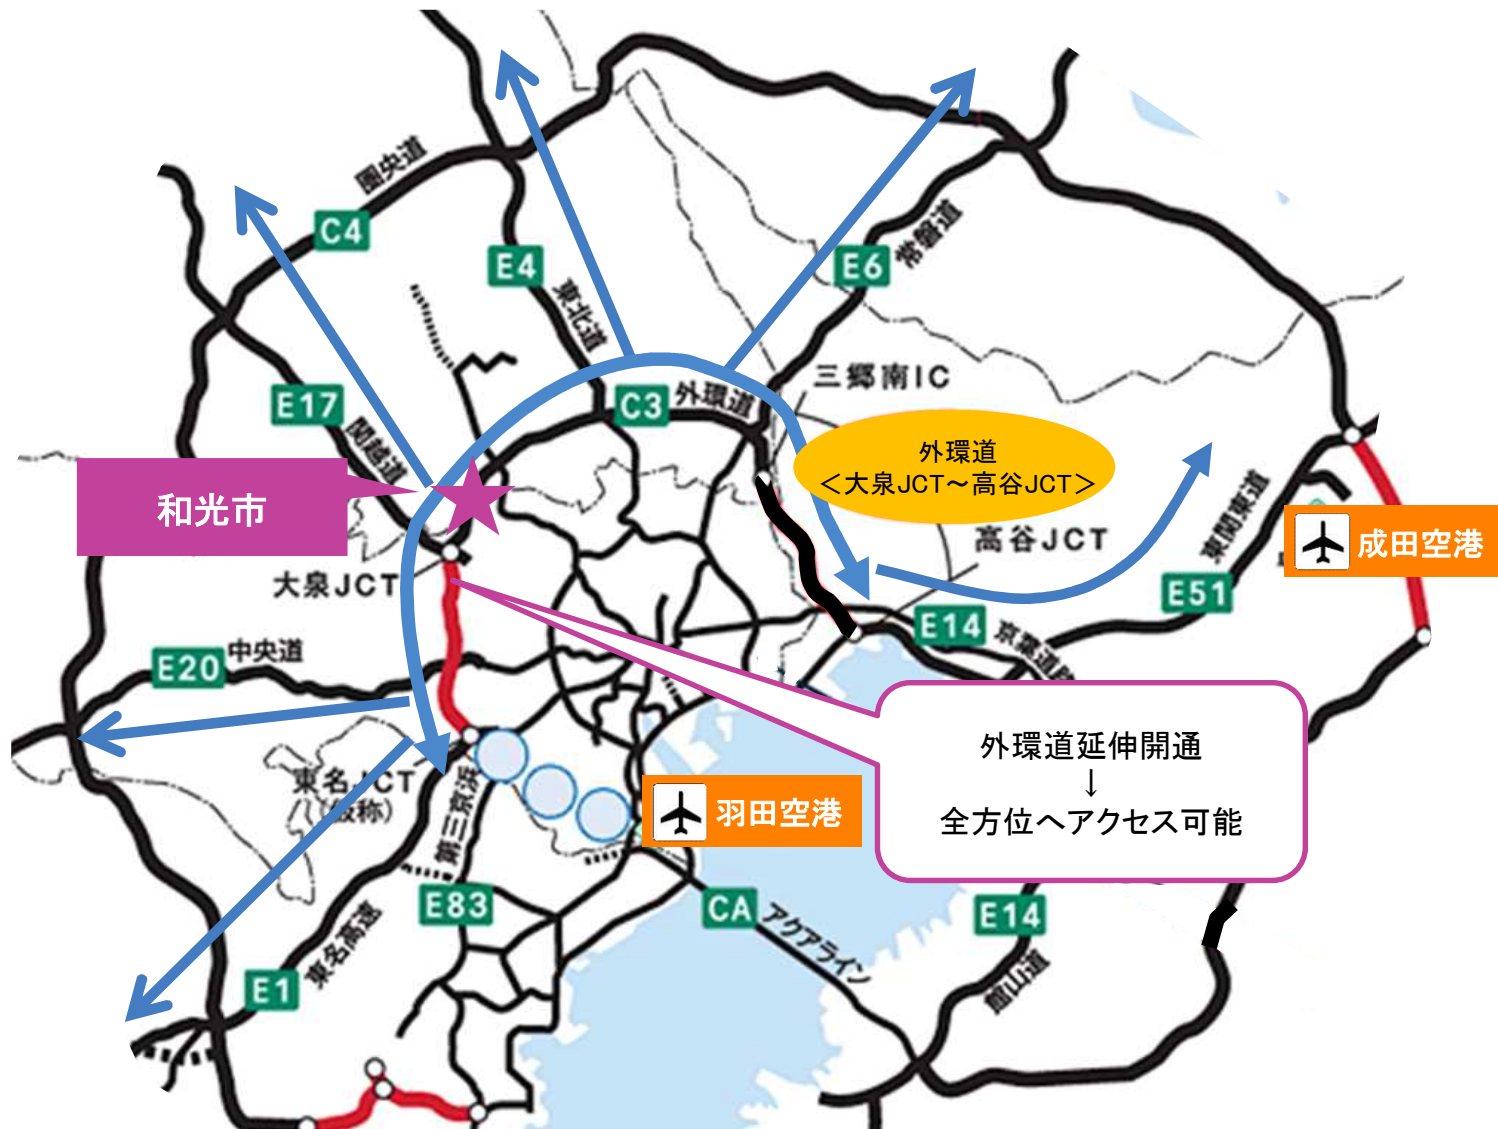 圏央道
C4
E4
東北道
E6
常磐道
E17
関越道
C3
外環道
三郷南IC
外環道
<大泉JCT~高谷JCT>
和光市
大泉JCT
高谷JCT
東関東道
成田空港
E51
E14
京葉道路
中央道
E20
外環道延伸開通
↓
全方位へアクセス可能
東名JCT
(仮称)
第三京浜
羽田空港
E83
CA
アクアライン
E14
館山道
東名高速
E1